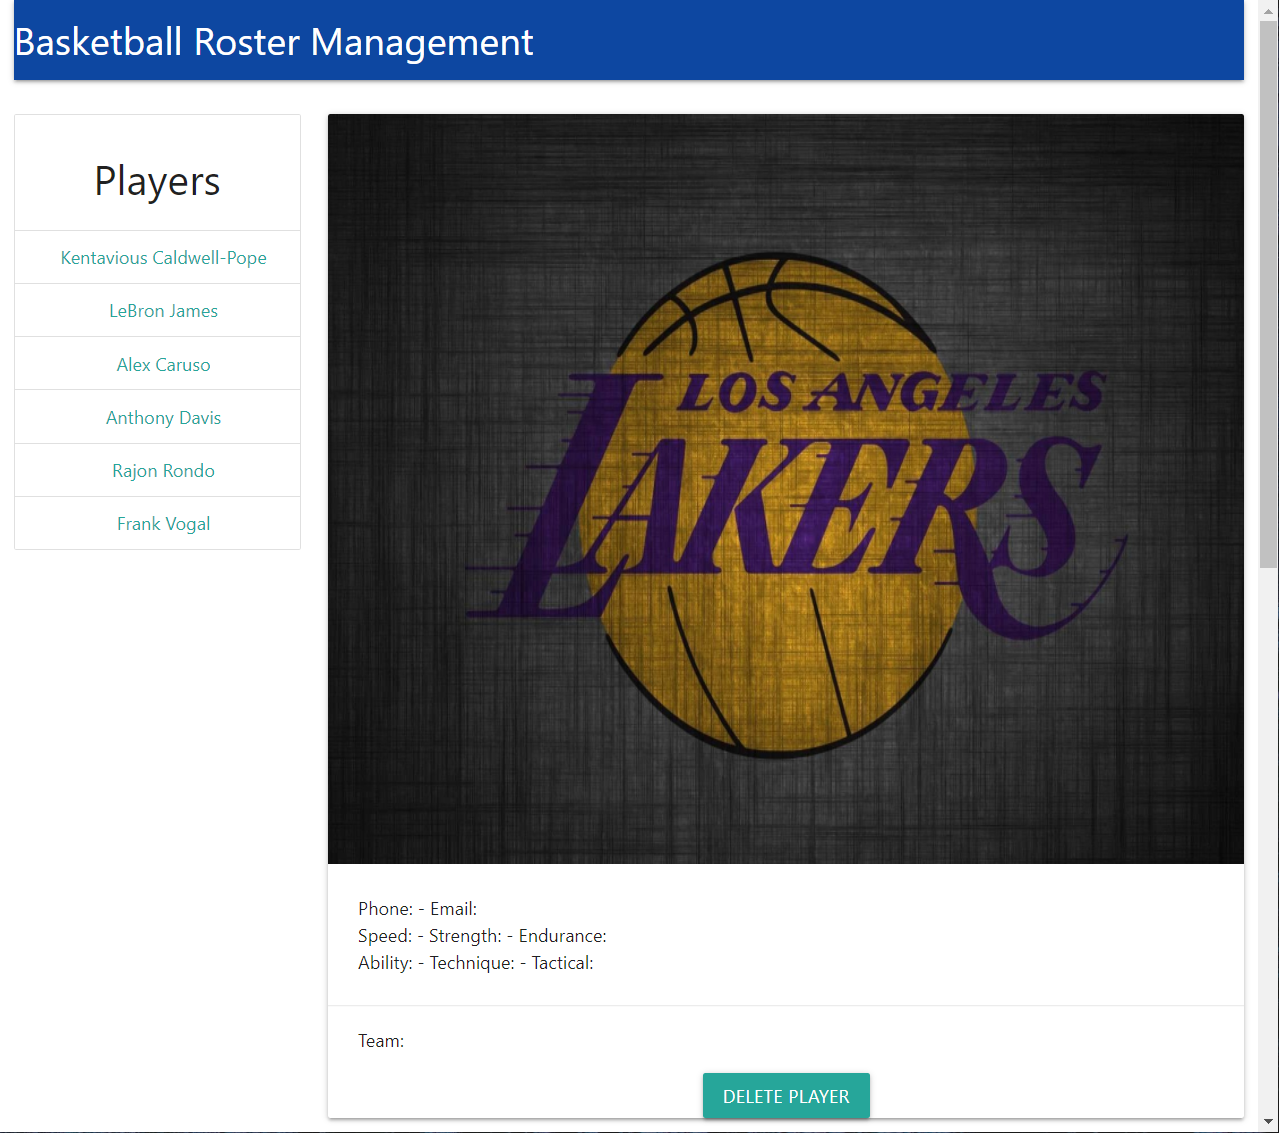 Basketball Roster Management
Players
Kentavious Caldwell-Pope
LeBron James
Alex Caruso
Anthony Davis
Rajon Rondo
Frank Vogal
LOS ANGELES
LAKERS
Phone: - Email:
Speed: - Strength: - Endurance:
Ability: - Technique: - Tactical:
Team:
DELETE PLAYER